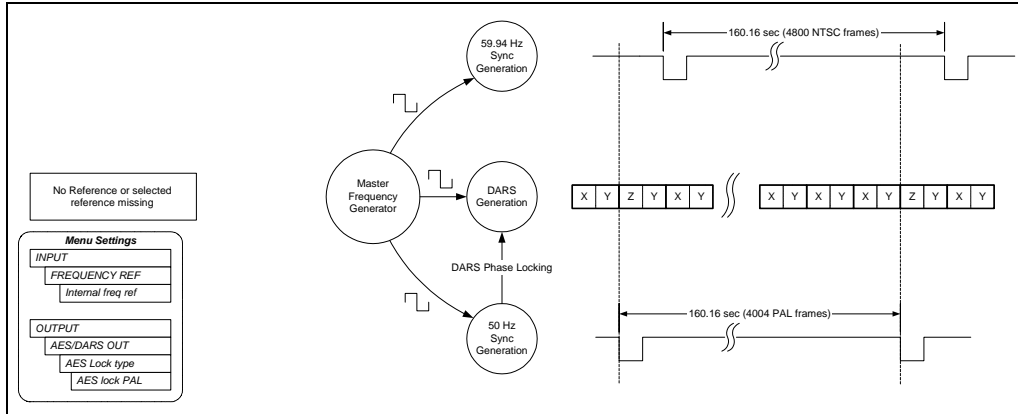 59.94 Hz
Sync
Generation
160.16 sec (4800 NTSC frames)
No Reference or selected
reference missing
Master
Frequency
Generator
DARS
Generation
X Y Z Y X Y
X Y X Y X Y Z Y X Y
Menu Settings
INPUT
FREQUENCY REF
Internal freq ref
OUTPUT
AES/DARS OUT
AES Lock type
AES lock PAL
DARS Phase Locking
50 Hz
Sync
Generation
160.16 sec (4004 PAL frames)